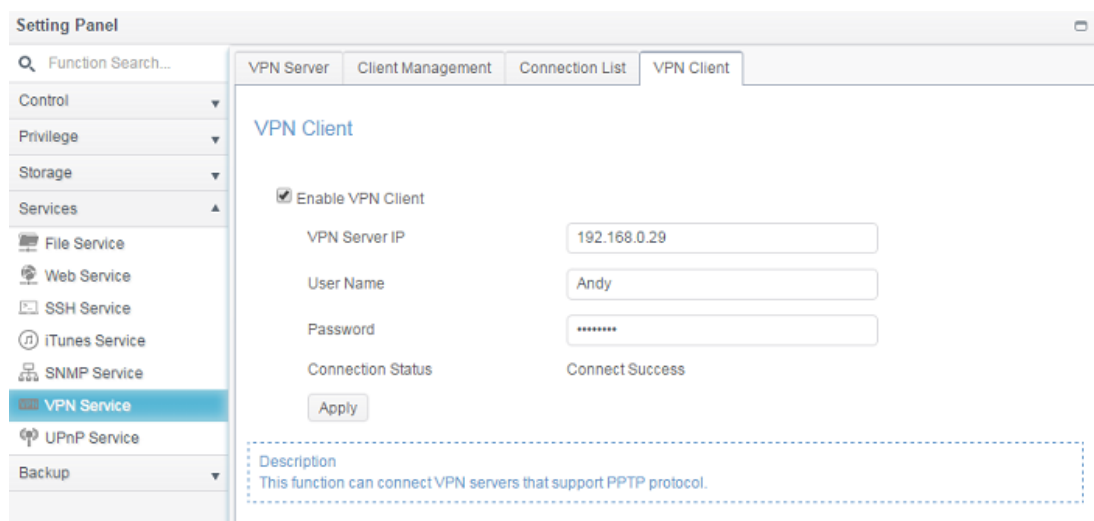 Setting Panel
Function Search...
Control
Privilege
Storage
Services
File Service
Web Service
SSH Service
iTunes Service
SNMP Service
VPN Service
UPnP Service
Backup
VPN Server
Client Management
Connection List
VPN Client
VPN Client
Enable VPN Client
VPN Server IP 192.168.0.29
User Name Andy
Password ••••••••
Connection Status Connect Success
Apply
Description
This function can connect VPN servers that support PPTP protocol.